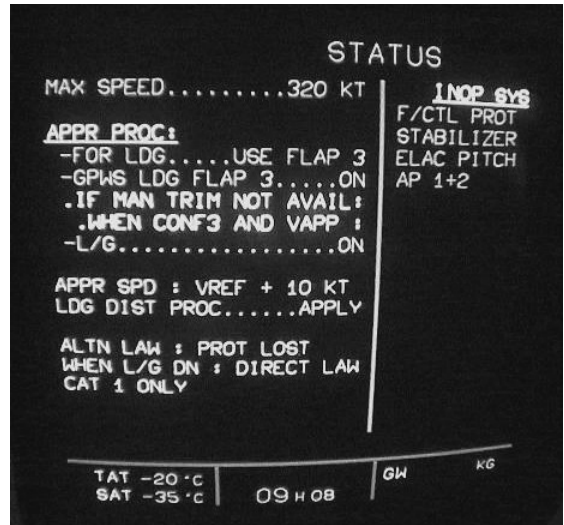 STATUS
MAX SPEED.........320 KT
APPR PROC:
-FOR LDG.....USE FLAP 3
-GPWS LDG FLAP 3.....ON
.IF MAN TRIM NOT AVAIL:
.WHEN CONF3 AND VAPP :
-L/G.................ON
APPR SPD : VREF + 10 KT
LDG DIST PROC......APPLY
ALTN LAW : PROT LOST
WHEN L/G DN : DIRECT LAW
CAT 1 ONLY
INOP SYS
F/CTL PROT
STABILIZER
ELAC PITCH
AP 1+2
TAT -20 °C
SAT -35 °C
09 H 08
GW KG